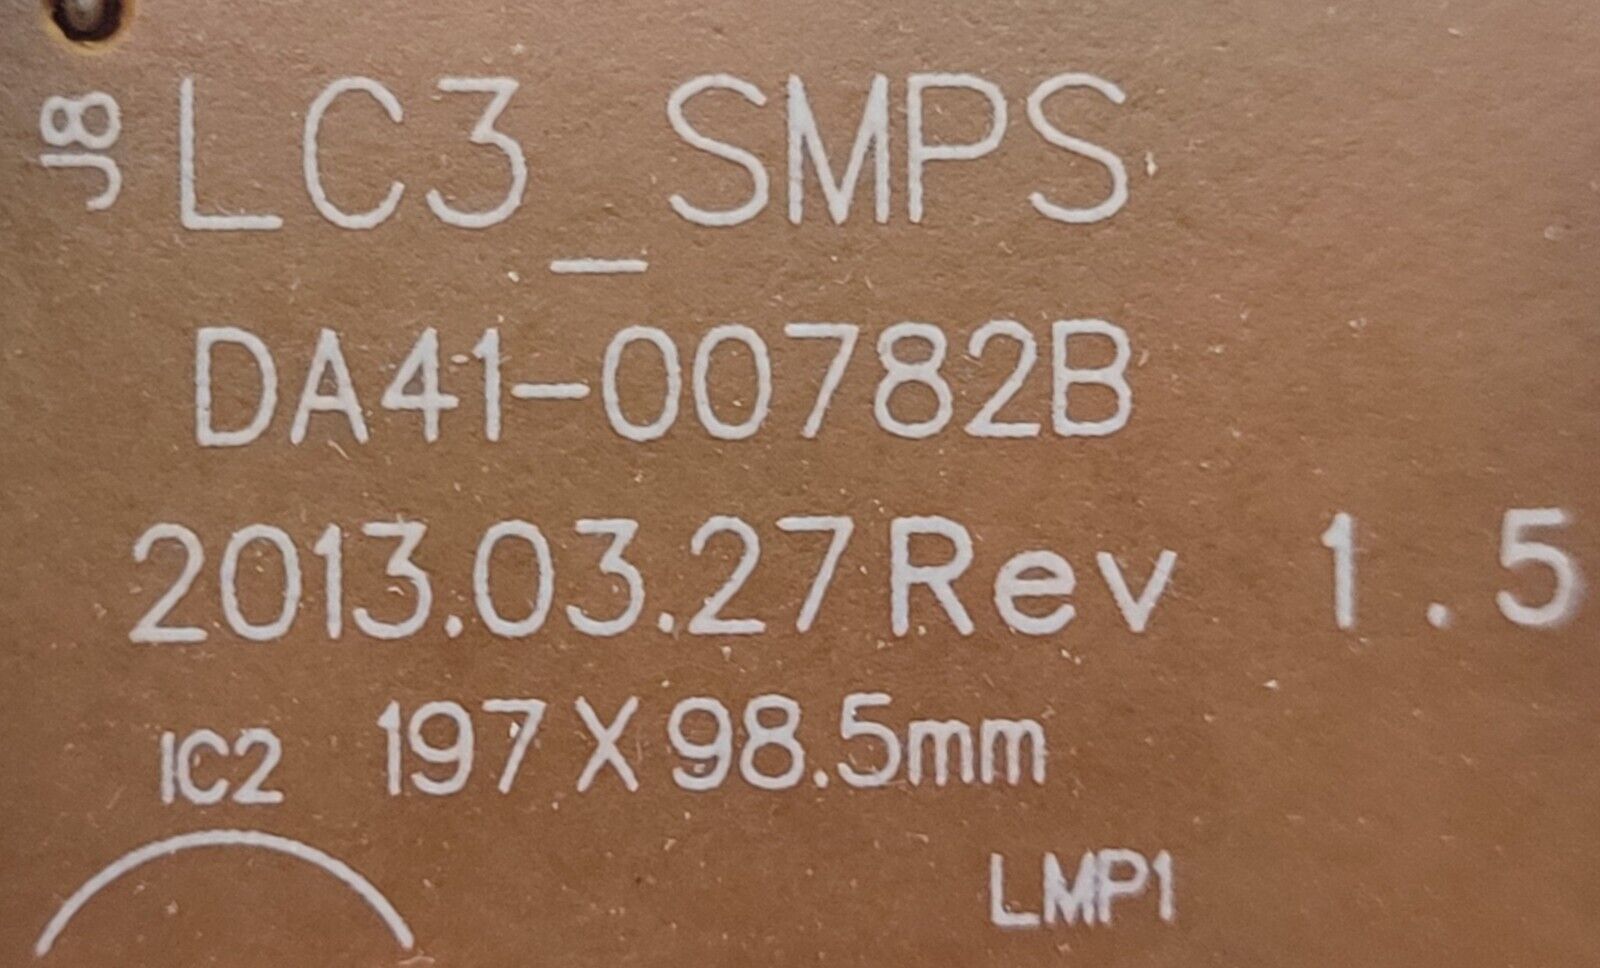 J8
LC3_SMPS
DA41-00782B
2013.03.27 Rev 1.5
IC2 197 X 98.5mm
LMP1